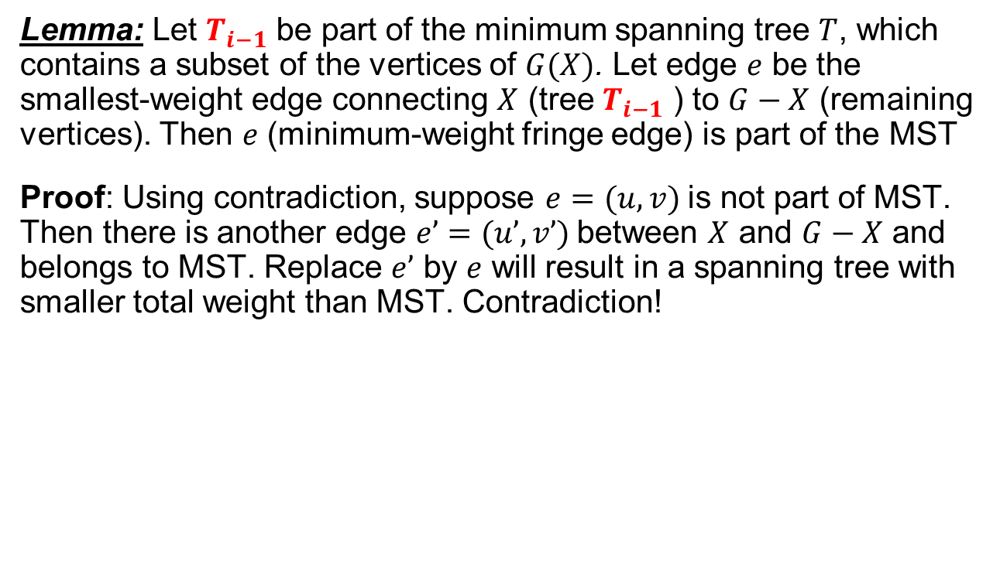 Lemma: Let T_{i−1} be part of the minimum spanning tree T, which
contains a subset of the vertices of G(X). Let edge e be the
smallest-weight edge connecting X (tree T_{i−1} ) to G − X (remaining
vertices). Then e (minimum-weight fringe edge) is part of the MST
Proof: Using contradiction, suppose e = (u, v) is not part of MST.
Then there is another edge e’ = (u’, v’) between X and G – X and
belongs to MST. Replace e’ by e will result in a spanning tree with
smaller total weight than MST. Contradiction!